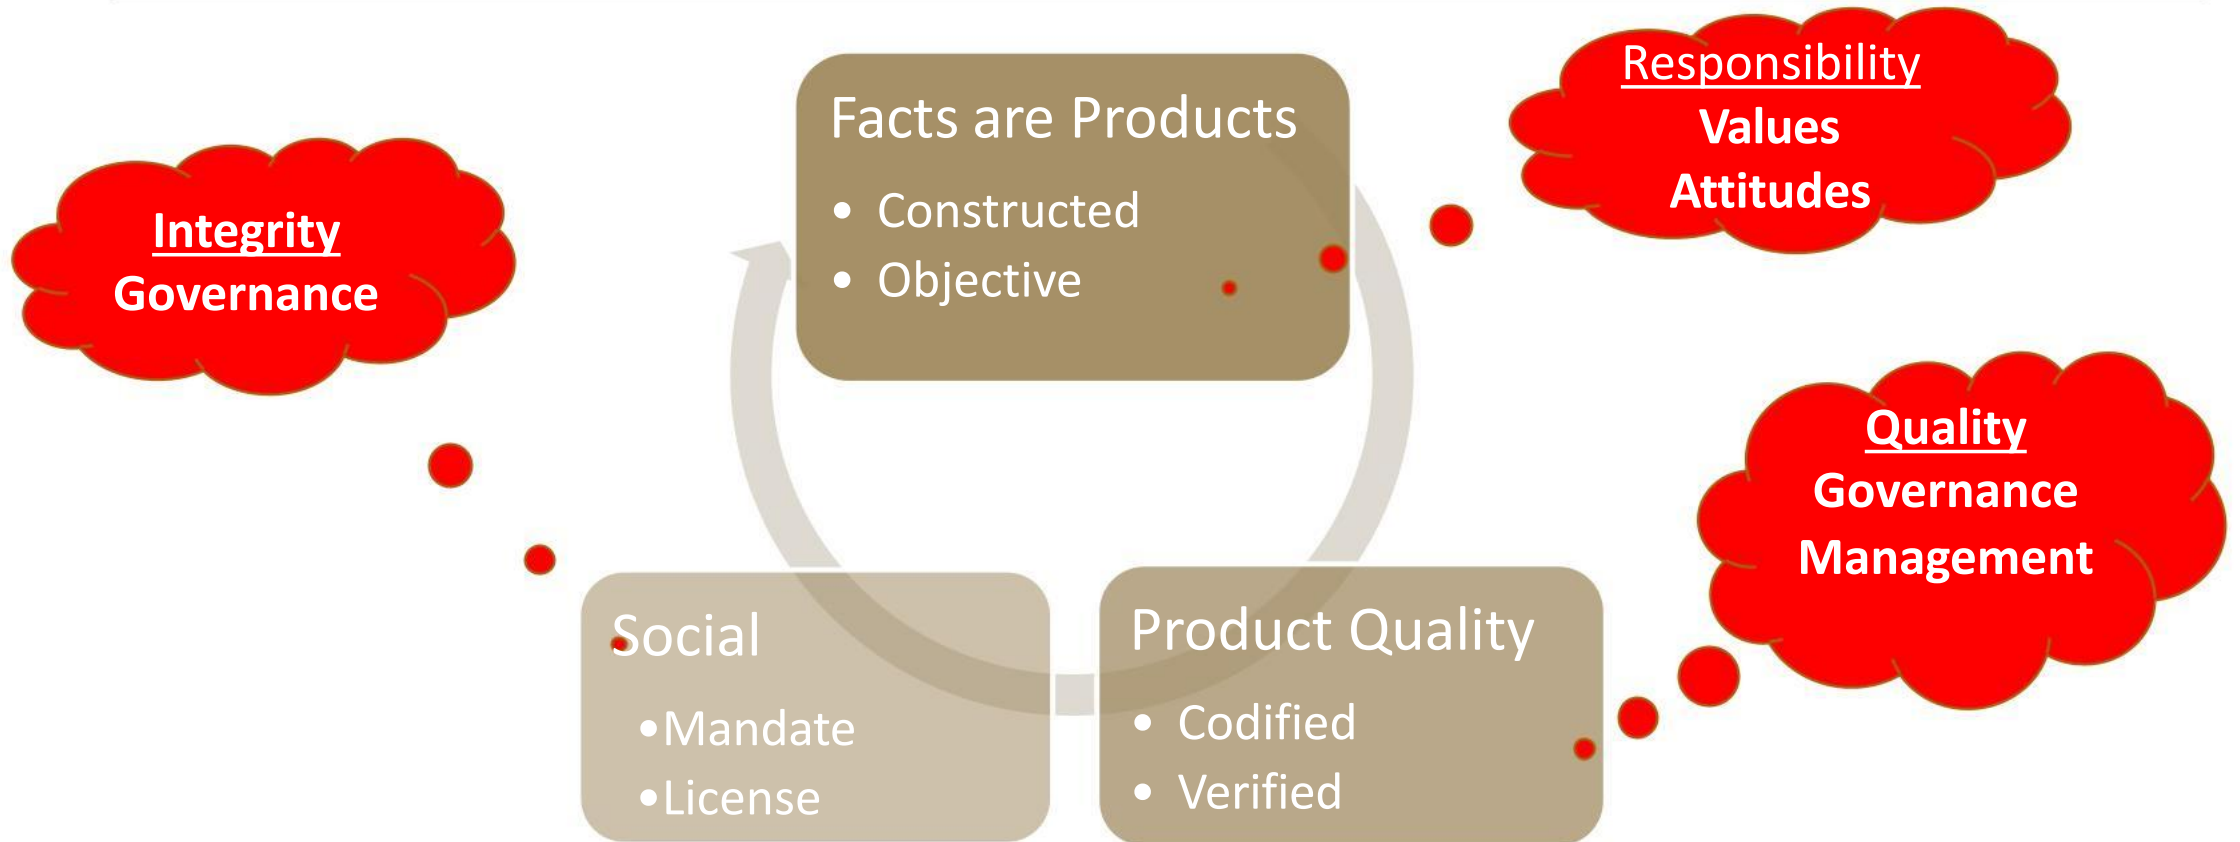 Facts are Products
• Constructed
• Objective
Responsibility
Values
Attitudes
Integrity
Governance
Quality
Governance
Management
Social
•Mandate
•License
Product Quality
• Codified
• Verified